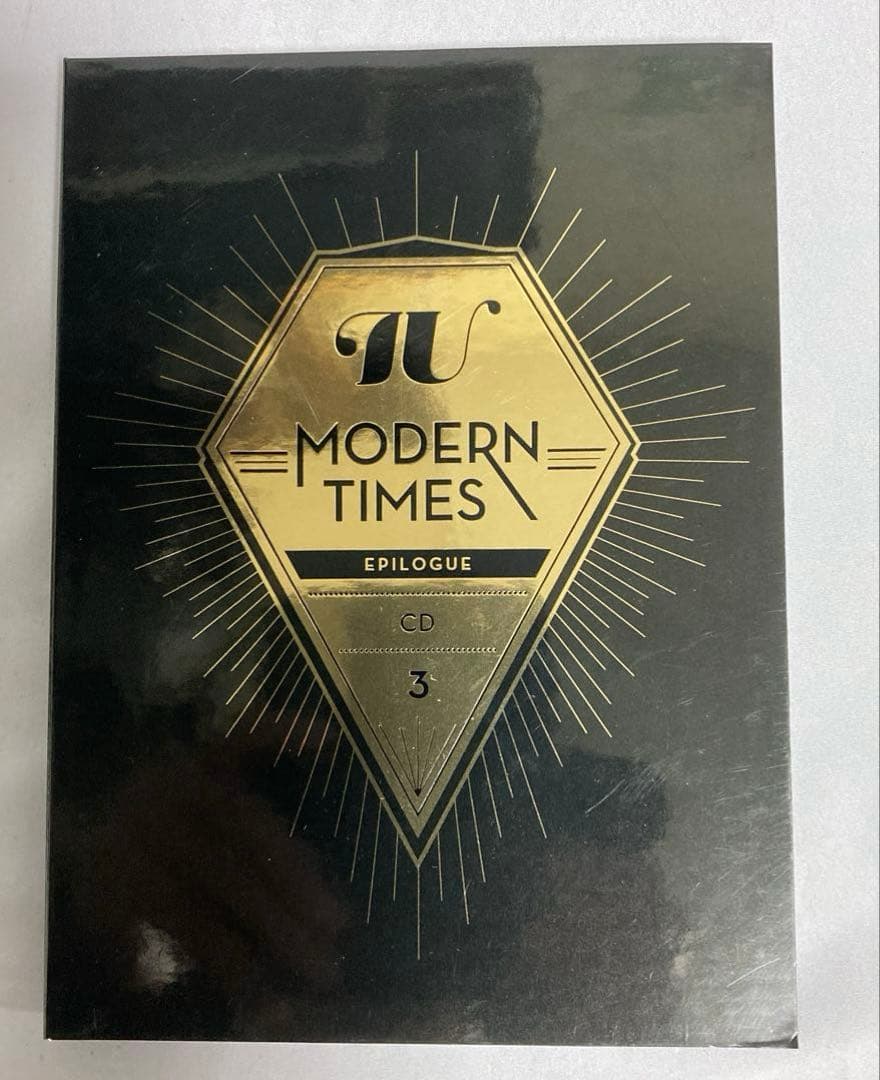 IU
MODERN
TIMES
EPILOGUE
CD
3